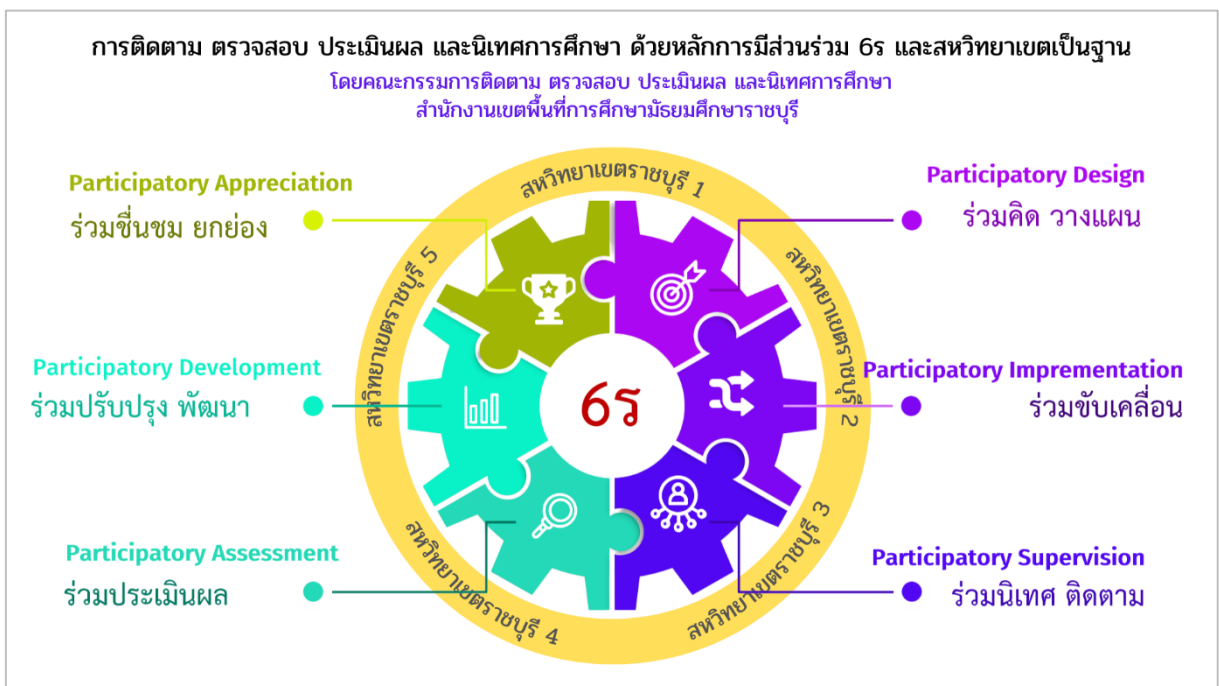 การติดตาม ตรวจสอบ ประเมินผล และนิเทศการศึกษา ด้วยหลักการมีส่วนร่วม 6ร และสหวิทยาเขตเป็นฐาน
โดยคณะกรรมการติดตาม ตรวจสอบ ประเมินผล และนิเทศการศึกษา
สำนักงานเขตพื้นที่การศึกษามัธยมศึกษาราชบุรี
สหวิทยาเขตราชบุรี 1
Participatory Design
ร่วมคิด วางแผน
สหวิทยาเขตราชบุรี 2
Participatory Imprementation
ร่วมขับเคลื่อน
สหวิทยาเขตราชบุรี 3
Participatory Supervision
ร่วมนิเทศ ติดตาม
สหวิทยาเขตราชบุรี 4
Participatory Assessment
ร่วมประเมินผล
สหวิทยาเขตราชบุรี 5
Participatory Development
ร่วมปรับปรุง พัฒนา
Participatory Appreciation
ร่วมชื่นชม ยกย่อง
6ร